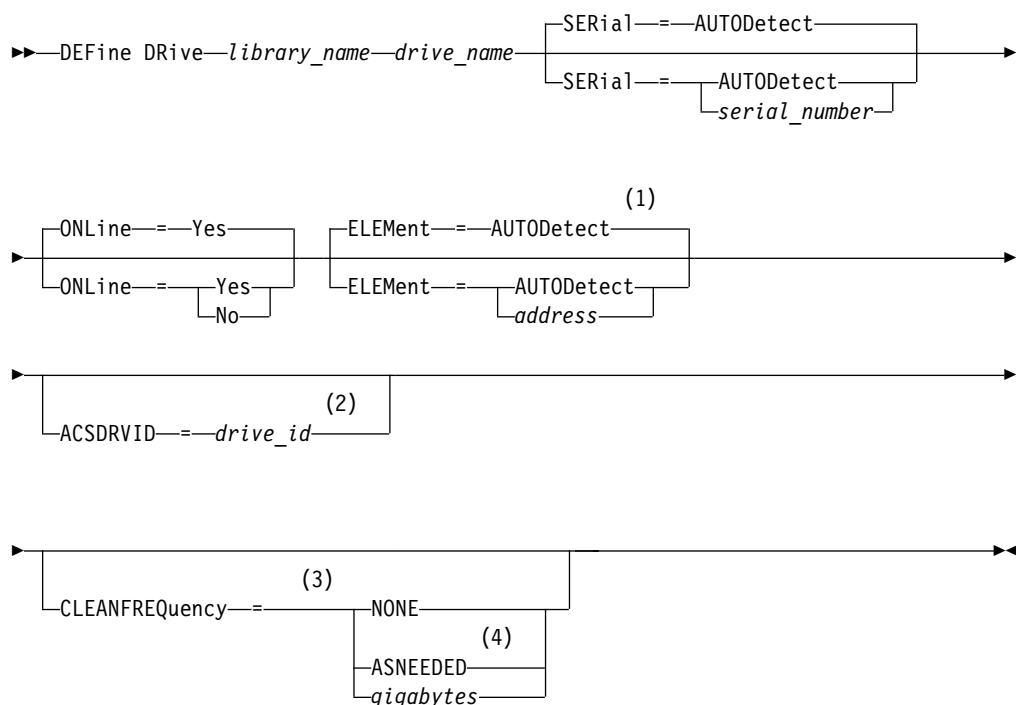 SERial = AUTODetect
DEFine DRive library_name drive_name
SERial = AUTODetect
serial_number
(1)
ONLine = Yes ELEMent = AUTODetect
ONLine = Yes ELEMent = AUTODetect
No address
(2)
ACSDRVID = drive_id
(3)
CLEANFREQuency = NONE
(4)
ASNEEDED
gigabytes